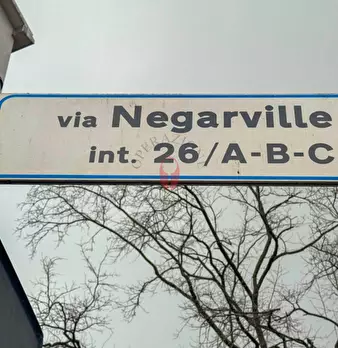 via Negarville
int. 26/A-B-C